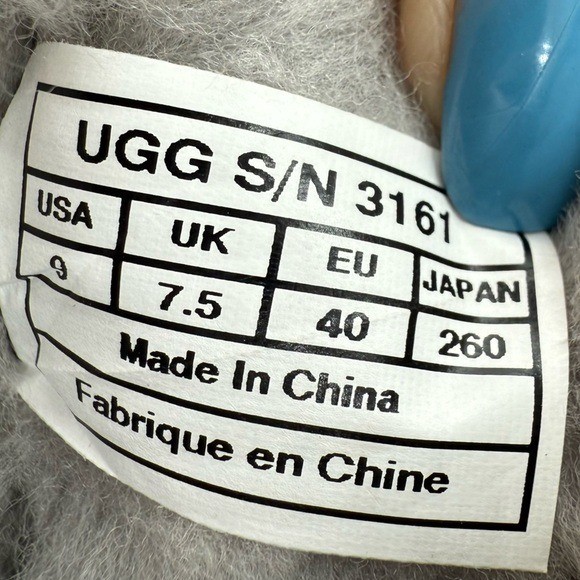 UGG S/N 3161
USA UK EU JAPAN
9 7.5 40 260
Made In China
Fabrique en Chine